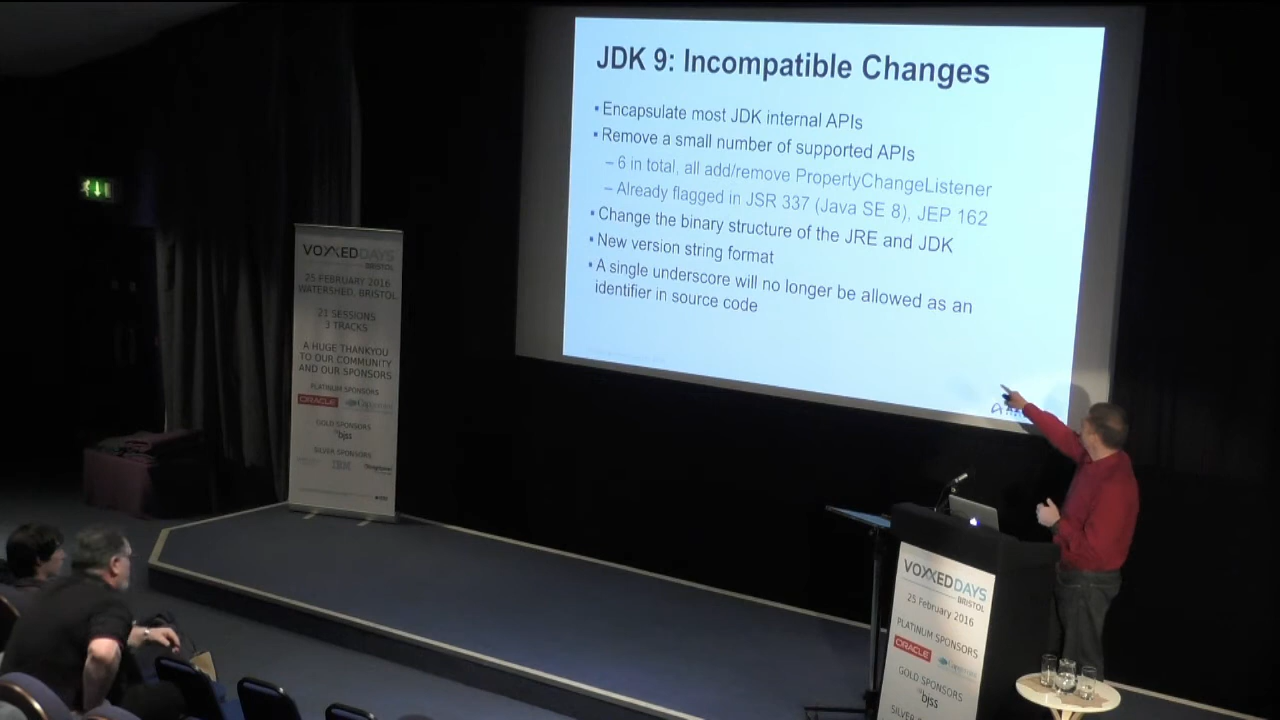 JDK 9: Incompatible Changes
▪ Encapsulate most JDK internal APIs
▪ Remove a small number of supported APIs
– 6 in total, all add/remove PropertyChangeListener
– Already flagged in JSR 337 (Java SE 8), JEP 162
▪ Change the binary structure of the JRE and JDK
▪ New version string format
▪ A single underscore will no longer be allowed as an
identifier in source code
VOXXEDDAYS
BRISTOL
25 FEBRUARY 2016
WATERSHED, BRISTOL
21 SESSIONS
3 TRACKS
A HUGE THANKYOU
TO OUR COMMUNITY
AND OUR SPONSORS
PLATINUM SPONSORS
ORACLE
GOLD SPONSORS
bjss
SILVER SPONSORS
IBM
VOXXEDDAYS
BRISTOL
25 February 2016
PLATINUM SPONSORS
ORACLE
GOLD SPONSORS
bjss